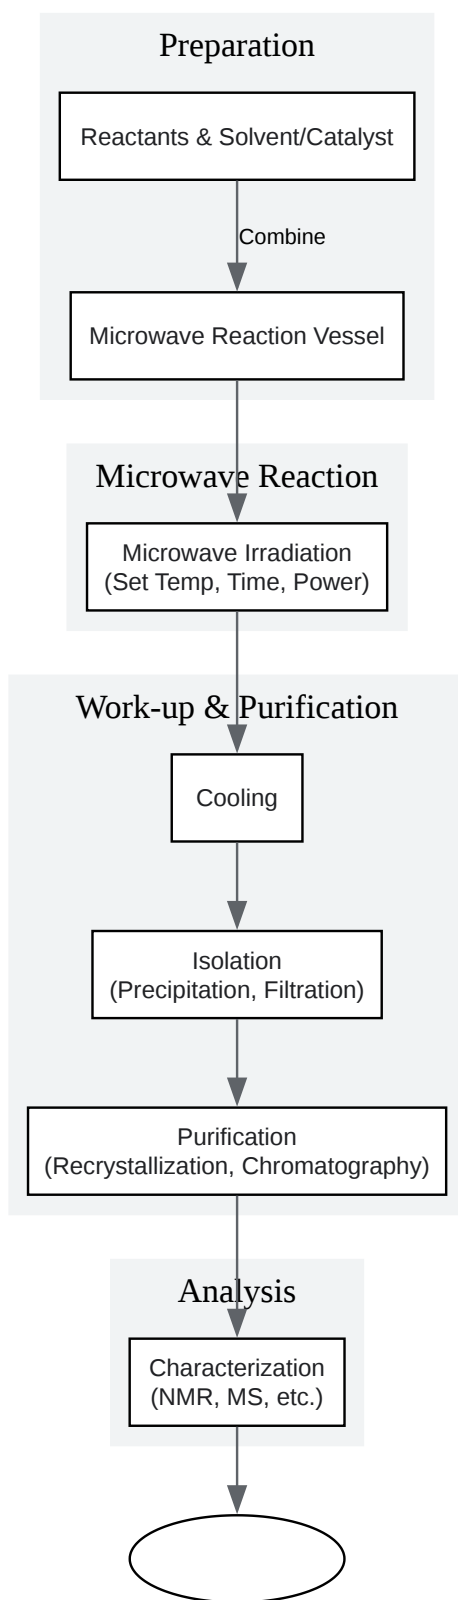 Preparation
Reactants & Solvent/Catalyst
Combine
Microwave Reaction Vessel
Microwave Reaction
Microwave Irradiation
(Set Temp, Time, Power)
Work-up & Purification
Cooling
Isolation
(Precipitation, Filtration)
Purification
(Recrystallization, Chromatography)
Analysis
Characterization
(NMR, MS, etc.)